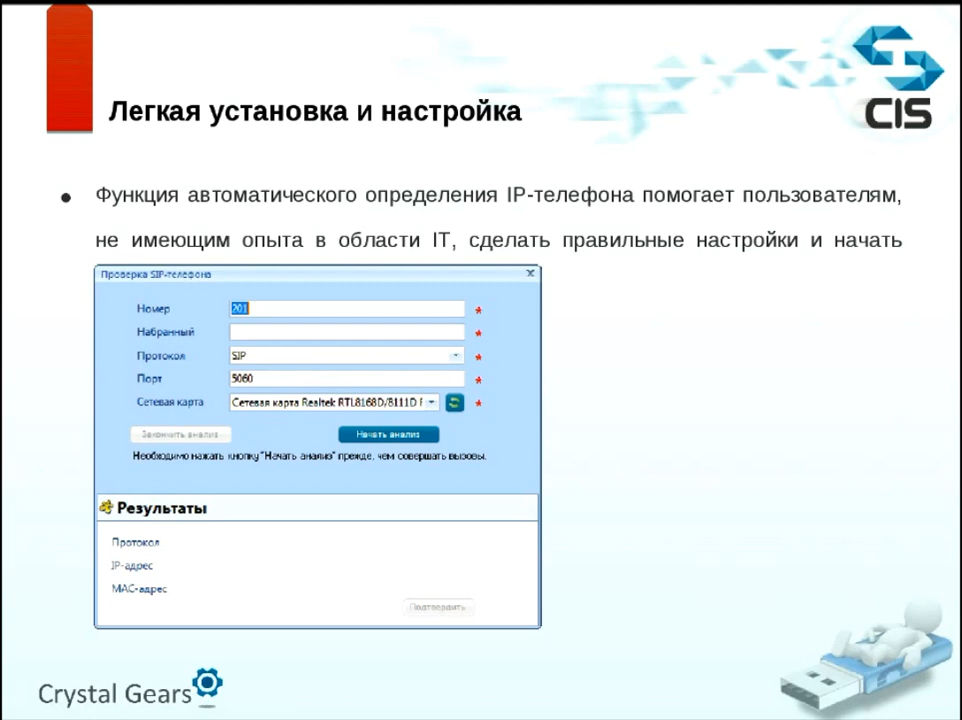 CIS
Легкая установка и настройка
• Функция автоматического определения IP-телефона помогает пользователям,
не имеющим опыта в области IT, сделать правильные настройки и начать
Проверка SIP-телефона
Номер 201 *
Набранный *
Протокол SIP *
Порт 5060 *
Сетевая карта Сетевая карта Realtek RTL8168D/8111D *
Закончить анализ Начать анализ
Необходимо нажать кнопку "Начать анализ" прежде, чем совершать вызовы.
Результаты
Протокол
IP-адрес
MAC-адрес
Подтвердить
Crystal Gears